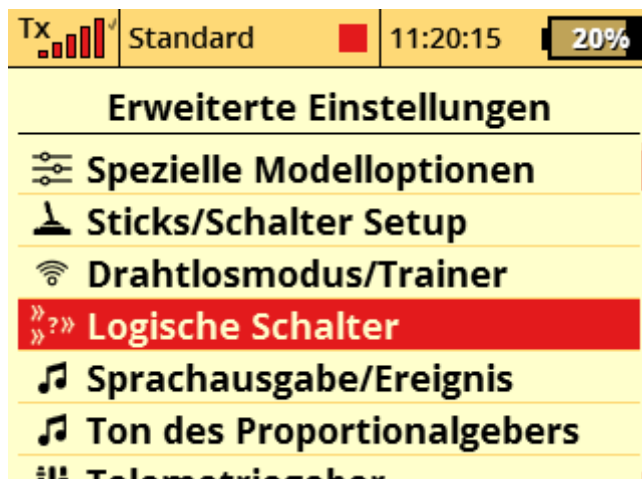 Tx Standard 11:20:15 20%
Erweiterte Einstellungen
Spezielle Modelloptionen
Sticks/Schalter Setup
Drahtlosmodus/Trainer
Logische Schalter
Sprachausgabe/Ereignis
Ton des Proportionalgebers
Telemetriegeber